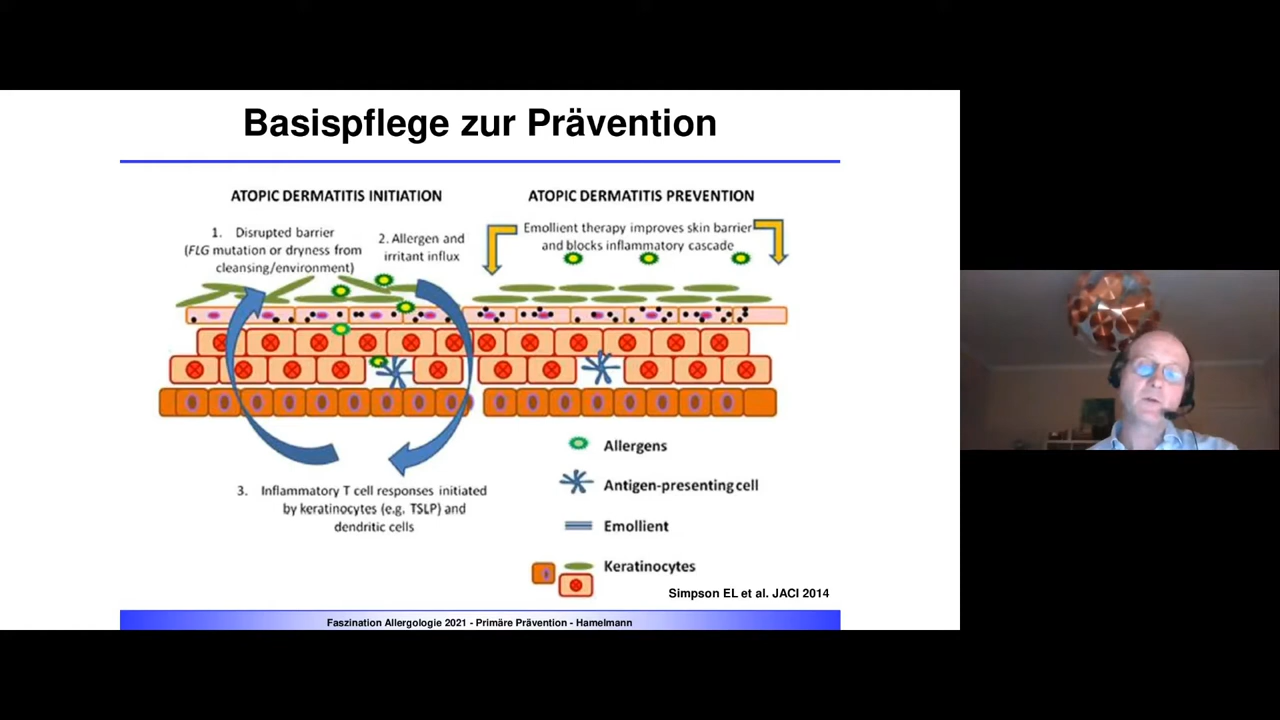 Basispflege zur Prävention
ATOPIC DERMATITIS INITIATION
1. Disrupted barrier
(FLG mutation or dryness from
cleansing/environment)
2. Allergen and
irritant influx
3. Inflammatory T cell responses initiated
by keratinocytes (e.g. TSLP) and
dendritic cells
ATOPIC DERMATITIS PREVENTION
Emollient therapy improves skin barrier
and blocks inflammatory cascade
Allergens
Antigen-presenting cell
Emollient
Keratinocytes
Simpson EL et al. JACI 2014
Faszination Allergologie 2021 - Primäre Prävention - Hamelmann